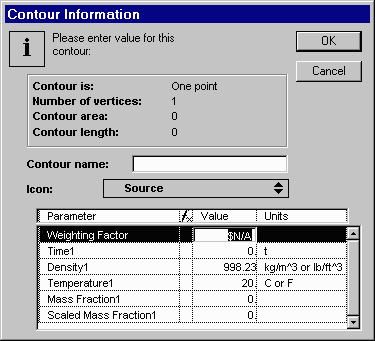 Contour Information
Please enter value for this
contour:
OK
Cancel
Contour is: One point
Number of vertices: 1
Contour area: 0
Contour length: 0
Contour name:
Icon: Source
Parameter fx Value Units
Weighting Factor $N/A
Time1 0 t
Density1 998.23 kg/m^3 or lb/ft^3
Temperature1 20 C or F
Mass Fraction1 0
Scaled Mass Fraction1 0